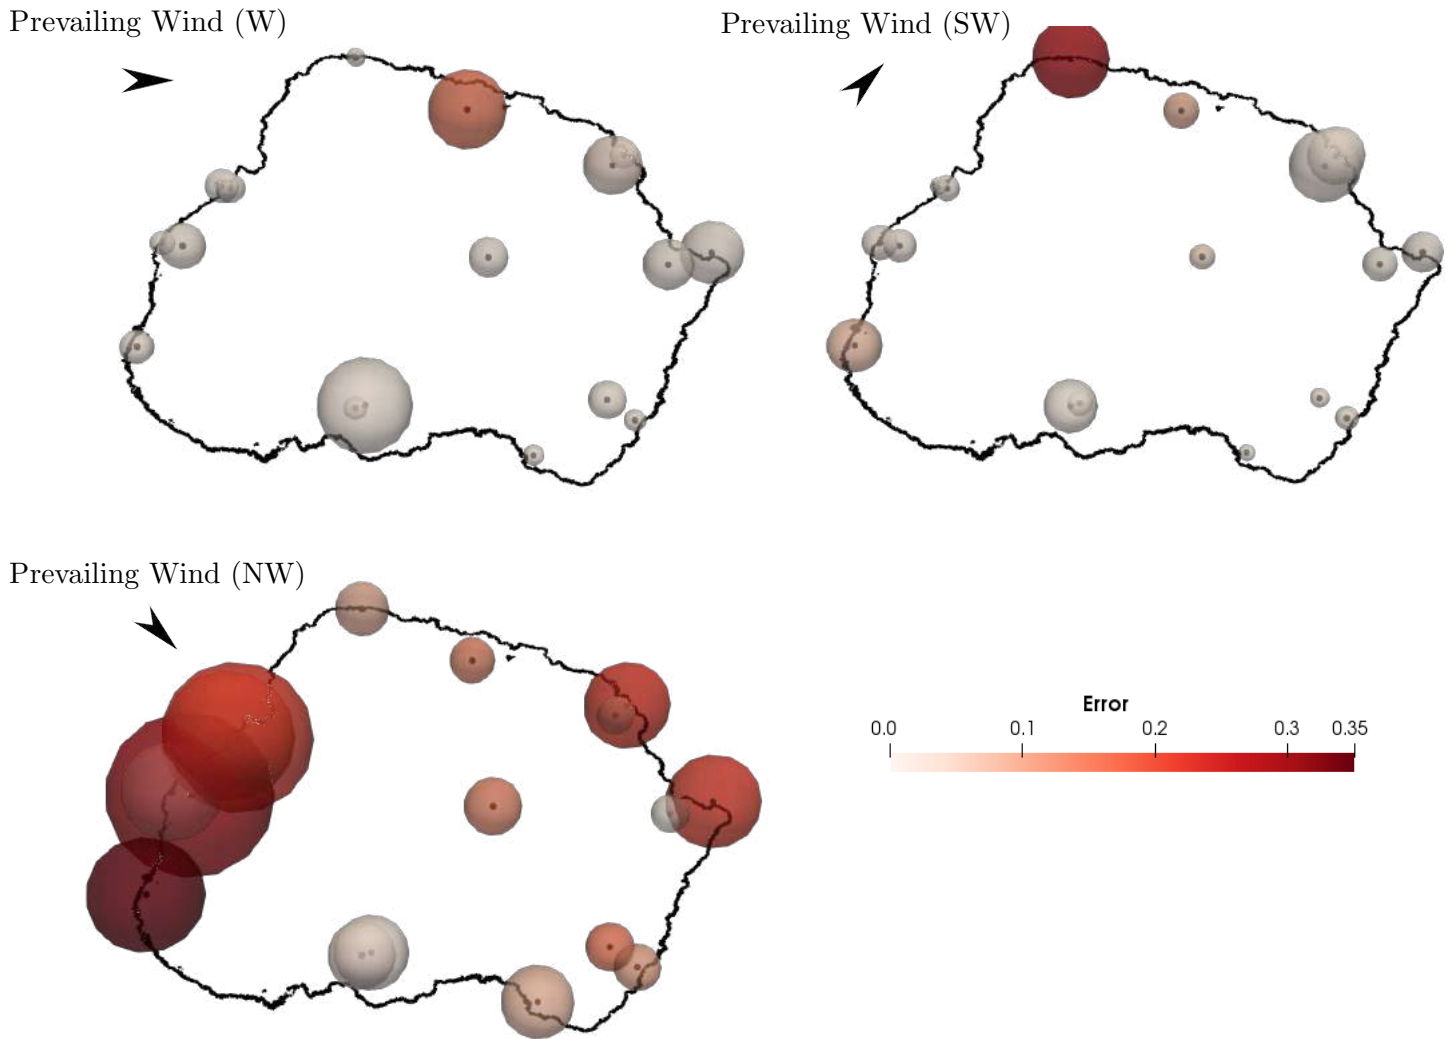 Prevailing Wind (W)
Prevailing Wind (SW)
Prevailing Wind (NW)
Error
0.0 0.1 0.2 0.3 0.35